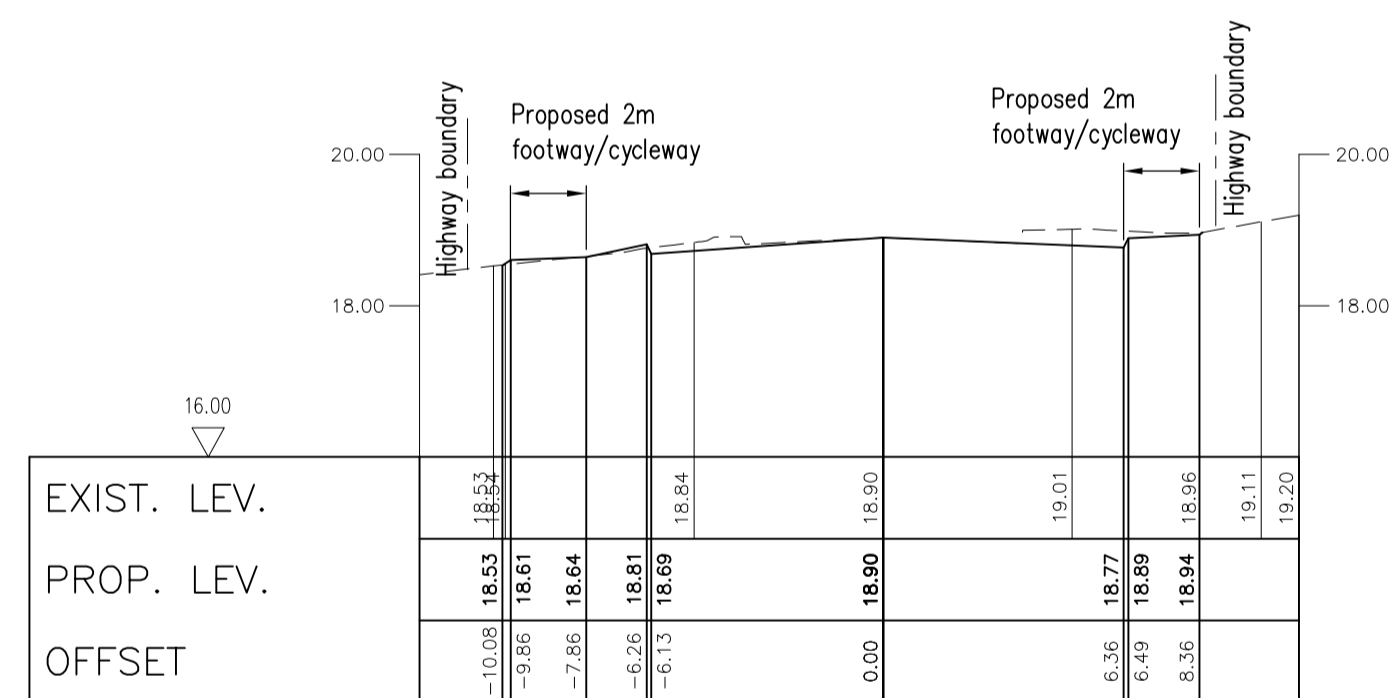 Highway boundary
Proposed 2m
footway/cycleway
Proposed 2m
footway/cycleway
Highway boundary
20.00
20.00
18.00
18.00
16.00
EXIST. LEV. 18.53 18.54 18.84 18.90 19.01 18.96 19.11 19.20
PROP. LEV. 18.53 18.61 18.64 18.81 18.69 18.90 18.77 18.89 18.94
OFFSET -10.08 -9.86 -7.86 -6.26 -6.13 0.00 6.36 6.49 8.36